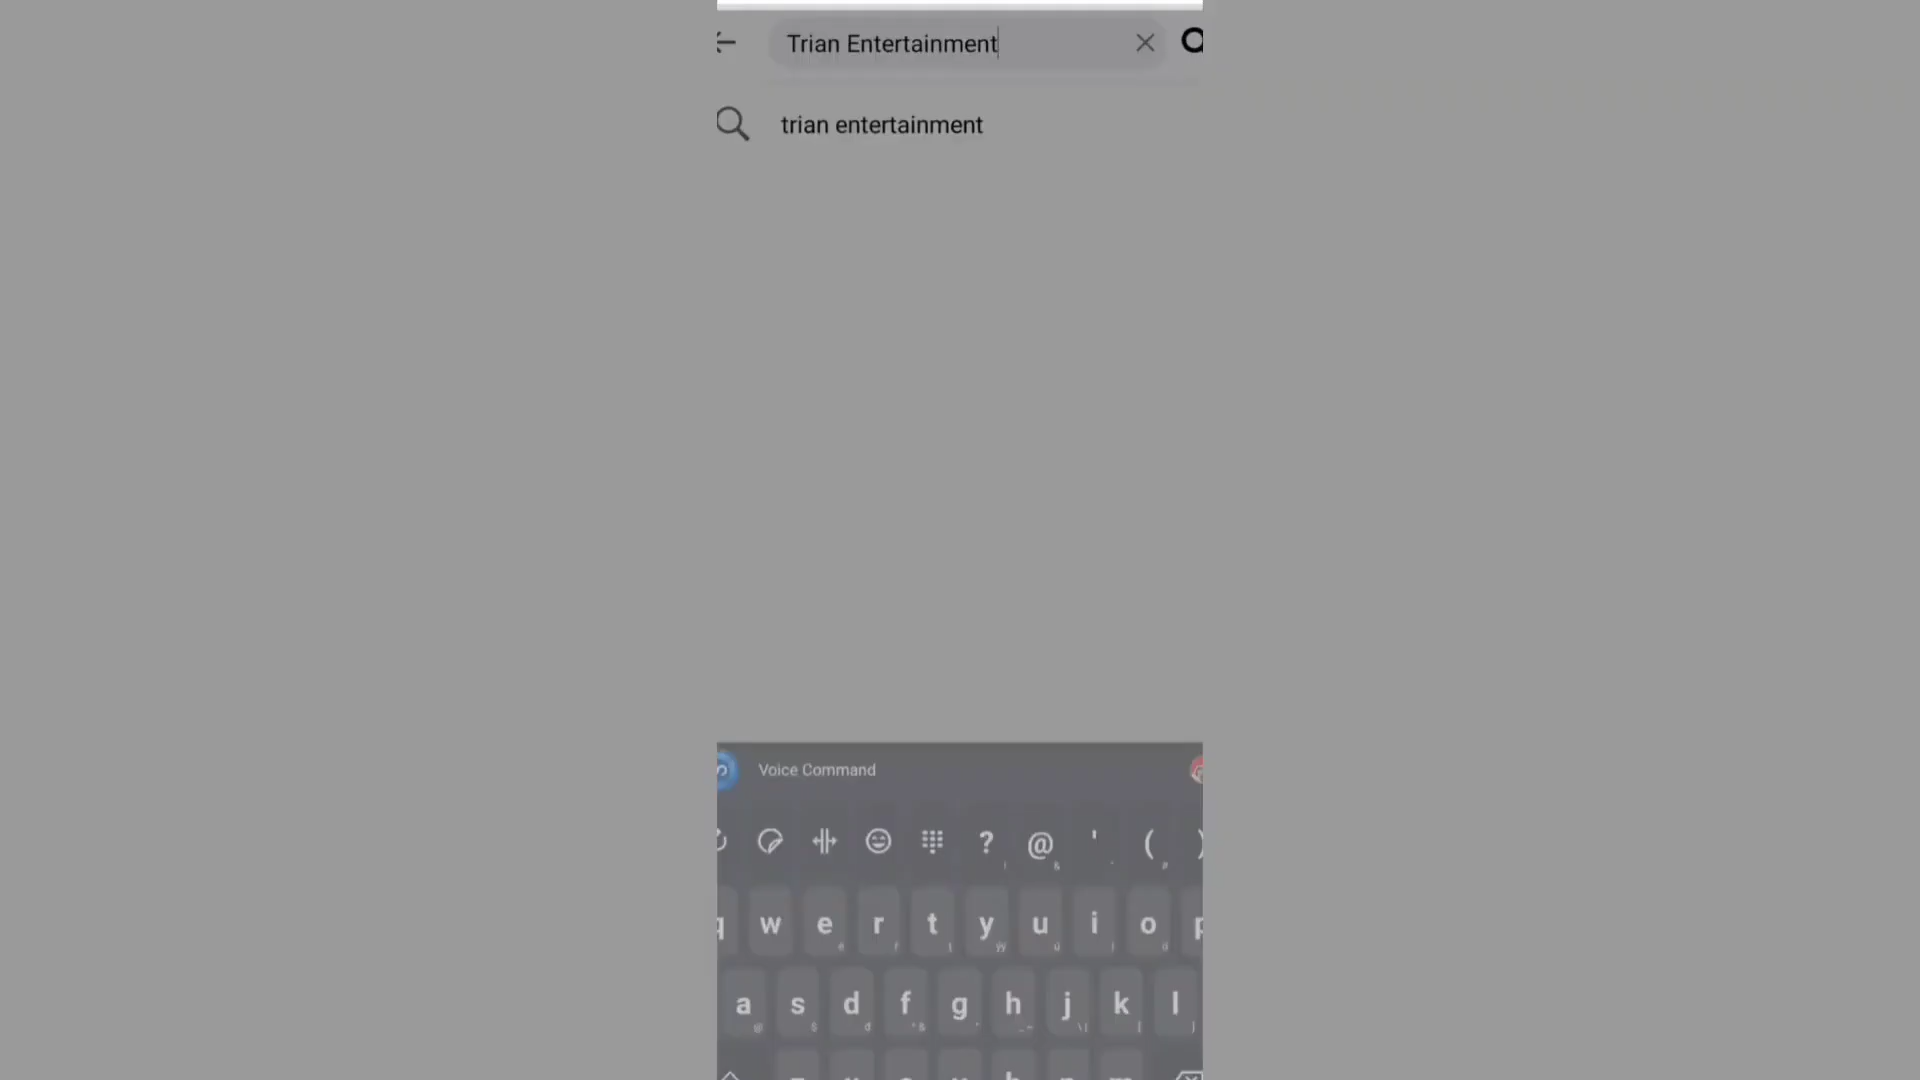 Trian Entertainment
trian entertainment
Voice Command
? @ ' ( )
q w e r t y u i o p
a s d f g h j k l